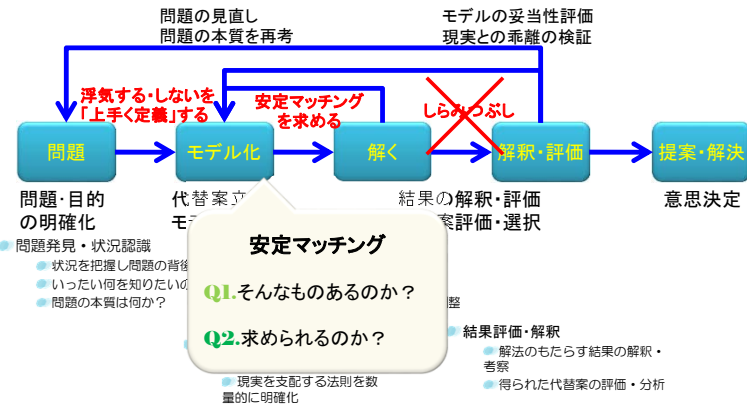 問題の見直し
問題の本質を再考
モデルの妥当性評価
現実との乖離の検証
浮気する・しないを
「上手く定義」する
安定マッチング
を求める
しらみつぶし
問題
モデル化
解く
解釈・評価
提案・解決
問題・目的
の明確化
代替案立
モデ
結果の解釈・評価
案評価・選択
意思決定
問題発見・状況認識
状況を把握し問題の背後
いったい何を知りたいの
問題の本質は何か？
安定マッチング
Q1.そんなものあるのか？
Q2.求められるのか？
整
現実を支配する法則を数
量的に明確化
結果評価・解釈
解法のもたらす結果の解釈・
考察
得られた代替案の評価・分析